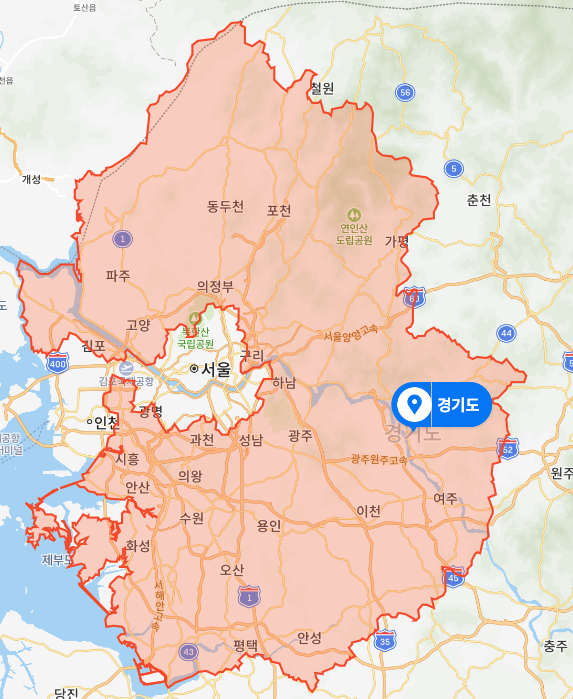 토산읍
철원
56
개성
5
춘천
동두천
포천
연인산
도립공원
가평
1
파주
의정부
60
고양
북한산
국립공원
서울양양고속
44
김포
구리
400
김포국제공항
서울
하남
경기도
경기도
광명
인천
과천
성남
광주
52
시흥
광주원주고속
안산
의왕
원주
여주
수원
이천
용인
화성
제부도
오산
서해안고속
45
1
평택
안성
35
43
충주
당진